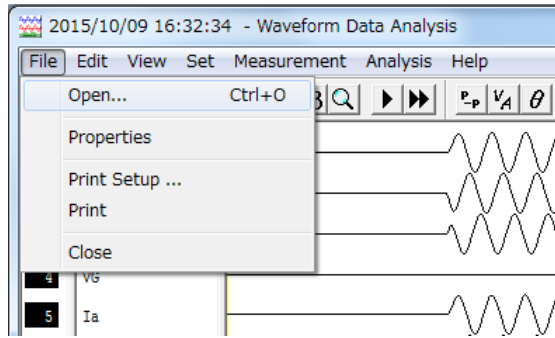 2015/10/09 16:32:34 - Waveform Data Analysis
File Edit View Set Measurement Analysis Help
Open... Ctrl+O
P-P V/A θ
Properties
Print Setup ...
Print
Close
4 VG
5 Ia